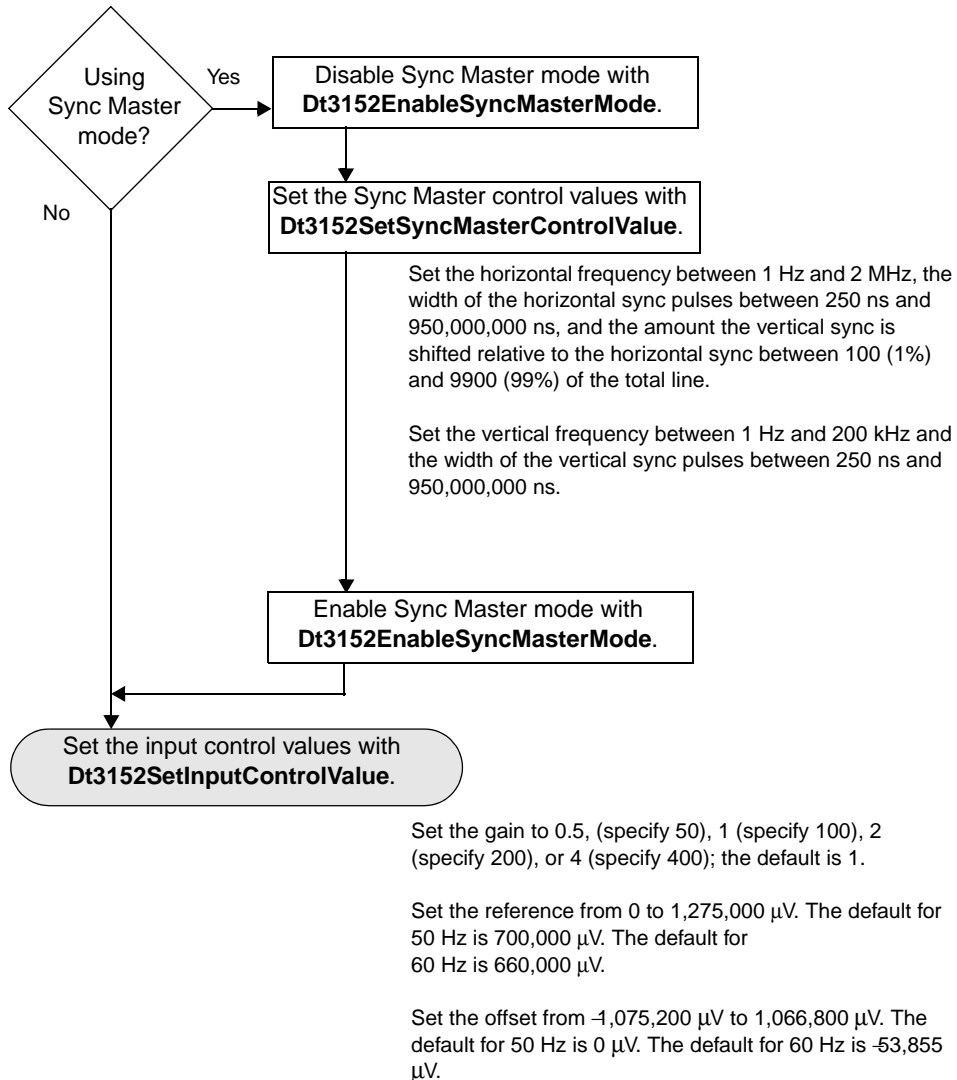 Using
Sync Master
mode?
Yes
No
Disable Sync Master mode with
Dt3152EnableSyncMasterMode.
Set the Sync Master control values with
Dt3152SetSyncMasterControlValue.
Set the horizontal frequency between 1 Hz and 2 MHz, the
width of the horizontal sync pulses between 250 ns and
950,000,000 ns, and the amount the vertical sync is
shifted relative to the horizontal sync between 100 (1%)
and 9900 (99%) of the total line.
Set the vertical frequency between 1 Hz and 200 kHz and
the width of the vertical sync pulses between 250 ns and
950,000,000 ns.
Enable Sync Master mode with
Dt3152EnableSyncMasterMode.
Set the input control values with
Dt3152SetInputControlValue.
Set the gain to 0.5, (specify 50), 1 (specify 100), 2
(specify 200), or 4 (specify 400); the default is 1.
Set the reference from 0 to 1,275,000 μV. The default for
50 Hz is 700,000 μV. The default for
60 Hz is 660,000 μV.
Set the offset from –1,075,200 μV to 1,066,800 μV. The
default for 50 Hz is 0 μV. The default for 60 Hz is –53,855
μV.